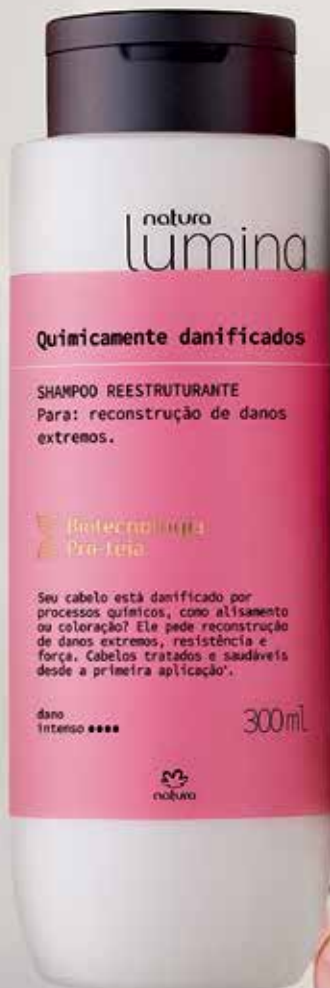 natura
lumina
Quimicamente danificados
SHAMPOO REESTRUTURANTE
Para: reconstrução de danos
extremos.
Biotecnologia
Pro-teia
Seu cabelo está danificado por
processos químicos, como alisamento
ou coloração? Ele pede reconstrução
de danos extremos, resistência e
força. Cabelos tratados e saudáveis
desde a primeira aplicação*.
dano
intenso ●●●●
300ml
natura